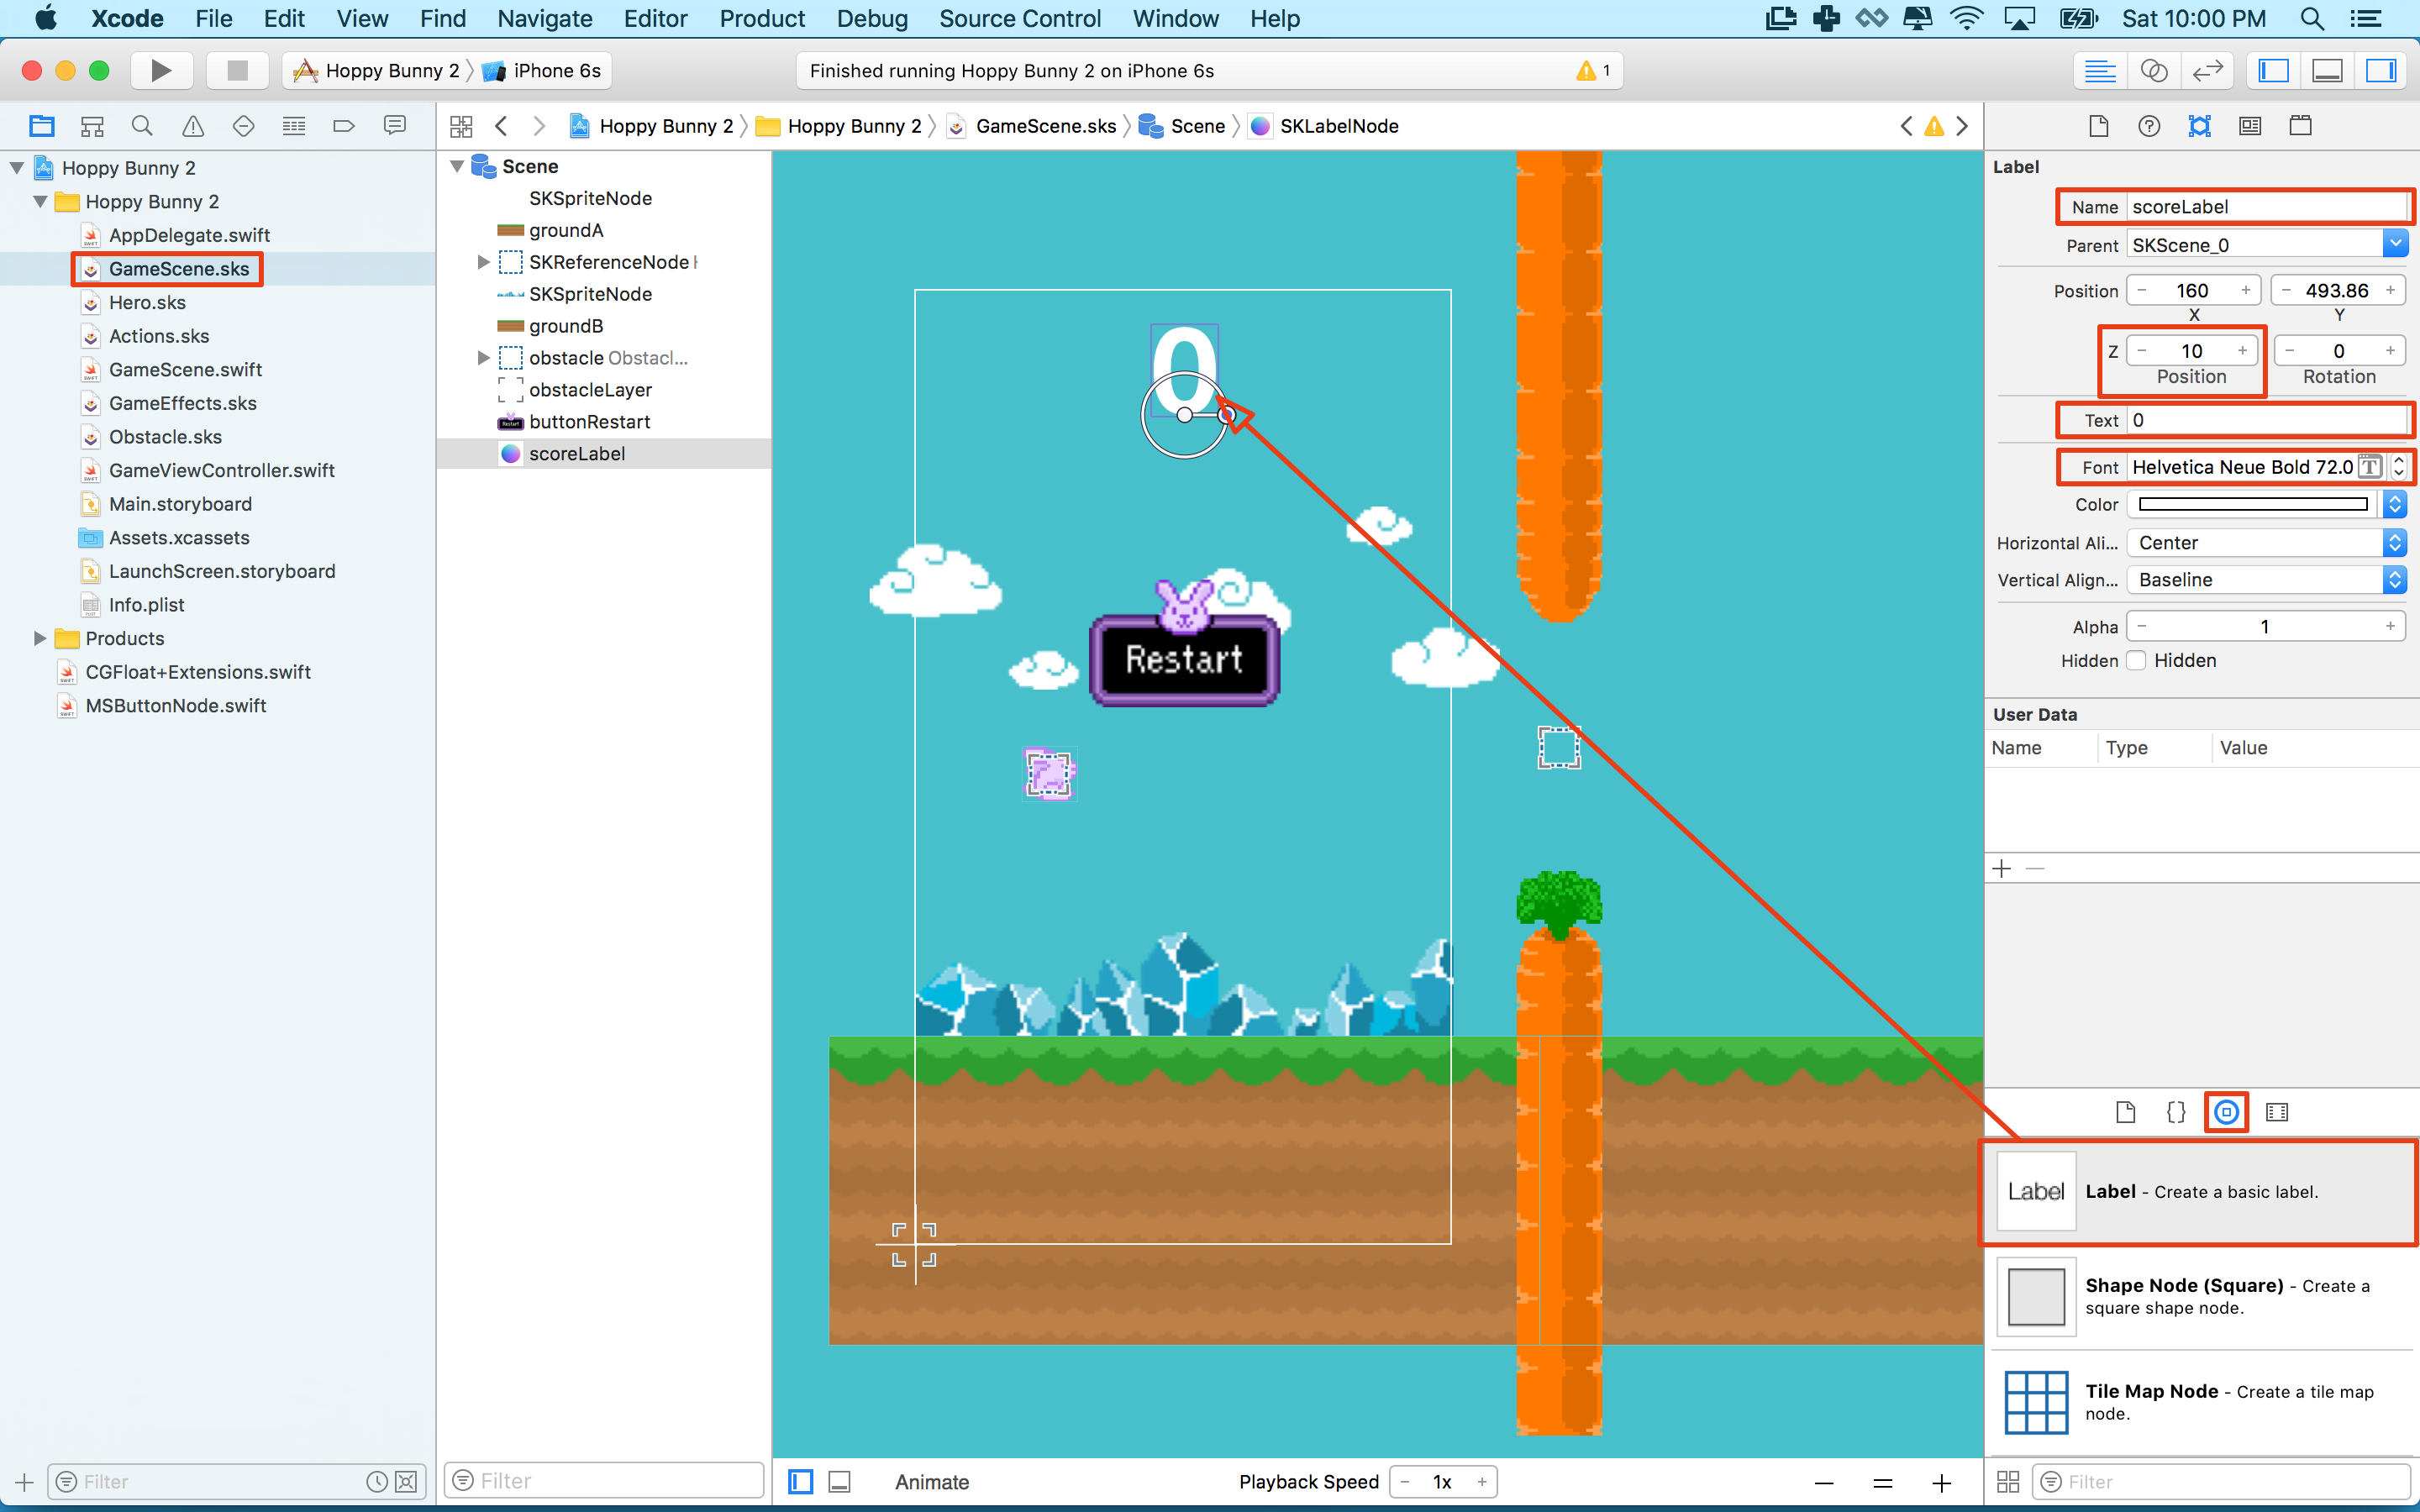 Xcode File Edit View Find Navigate Editor Product Debug Source Control Window Help Sat 10:00 PM
Hoppy Bunny 2 iPhone 6s Finished running Hoppy Bunny 2 on iPhone 6s 1
Hoppy Bunny 2 Hoppy Bunny 2 GameScene.sks Scene SKLabelNode
Hoppy Bunny 2
Hoppy Bunny 2
AppDelegate.swift
GameScene.sks
Hero.sks
Actions.sks
GameScene.swift
GameEffects.sks
Obstacle.sks
GameViewController.swift
Main.storyboard
Assets.xcassets
LaunchScreen.storyboard
Info.plist
Products
CGFloat+Extensions.swift
MSButtonNode.swift
Filter
Scene
SKSpriteNode
groundA
SKReferenceNode
SKSpriteNode
groundB
obstacle Obstacl...
obstacleLayer
buttonRestart
scoreLabel
Filter
0
Restart
Animate
Playback Speed - 1x +
Label
Name scoreLabel
Parent SKScene_0
Position - 160 + - 493.86 +
X Y
Z - 10 + - 0 +
Position Rotation
Text 0
Font Helvetica Neue Bold 72.0 T
Color
Horizontal Ali... Center
Vertical Align... Baseline
Alpha - 1 +
Hidden Hidden
User Data
Name Type Value
{}
Label Label - Create a basic label.
Shape Node (Square) - Create a
square shape node.
Tile Map Node - Create a tile map
node.
Filter